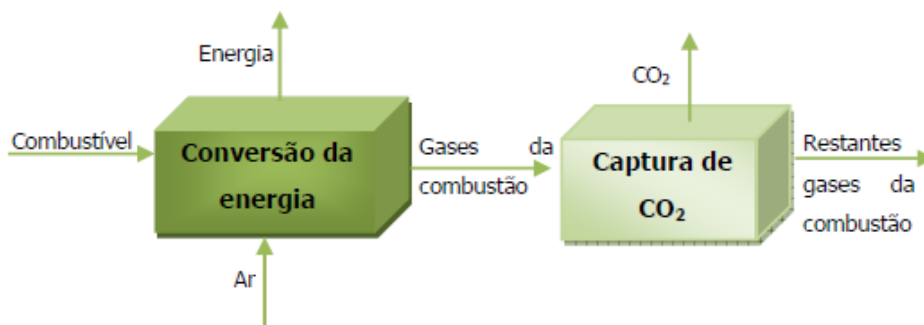 Energia
Combustível
Conversão da
energia
Ar
Gases da
combustão
CO₂
Captura de
CO₂
Restantes
gases da
combustão